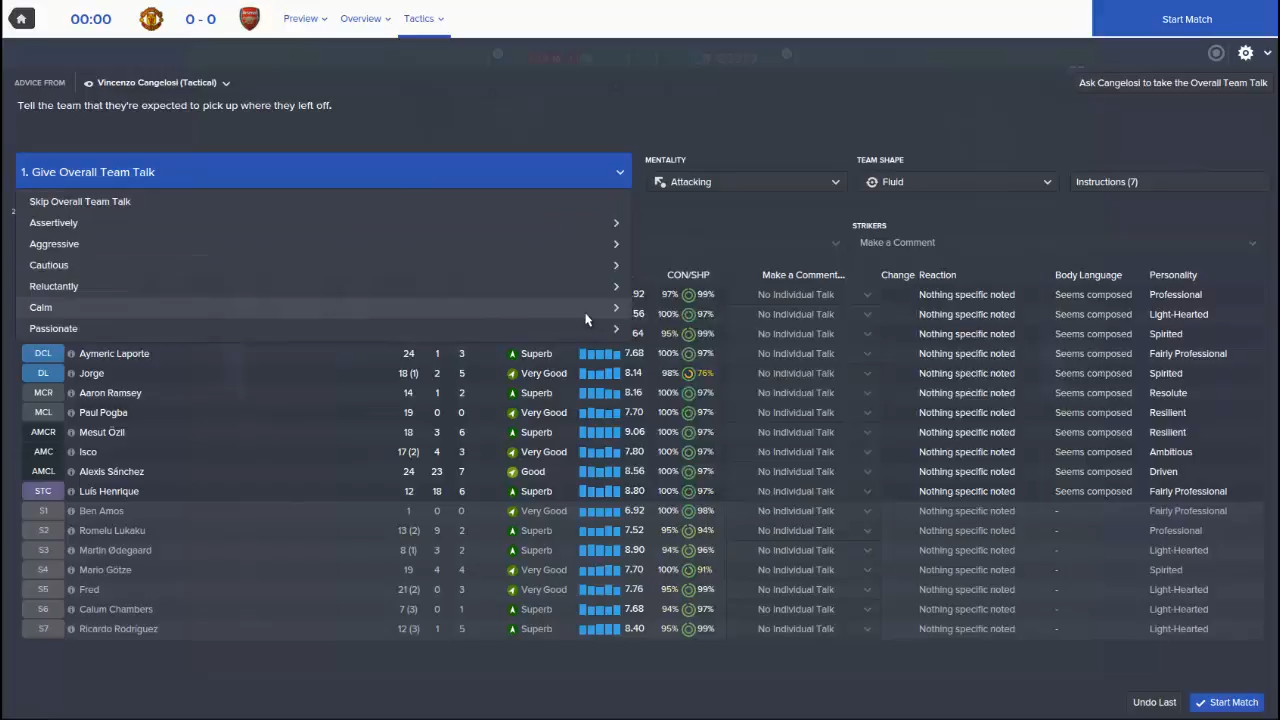 00:00 0 - 0 Preview Overview Tactics Start Match
ADVICE FROM Vincenzo Cangelosi (Tactical) Ask Cangelosi to take the Overall Team Talk
Tell the team that they're expected to pick up where they left off.
MENTALITY TEAM SHAPE
1. Give Overall Team Talk Attacking Fluid Instructions (7)
Skip Overall Team Talk
2
Assertively STRIKERS
Aggressive Make a Comment
Cautious CON/SHP Make a Comment... Change Reaction Body Language Personality
Reluctantly 92 97% 99% No Individual Talk Nothing specific noted Seems composed Professional
Calm 56 100% 97% No Individual Talk Nothing specific noted Seems composed Light-Hearted
Passionate 64 95% 99% No Individual Talk Nothing specific noted Seems composed Spirited
DCL Aymeric Laporte 24 1 3 Superb 7.68 100% 97% No Individual Talk Nothing specific noted Seems composed Fairly Professional
DL Jorge 18 (1) 2 5 Very Good 8.14 98% 76% No Individual Talk Nothing specific noted Seems composed Spirited
MCR Aaron Ramsey 14 1 2 Superb 8.16 100% 97% No Individual Talk Nothing specific noted Seems composed Resolute
MCL Paul Pogba 19 0 0 Very Good 7.70 100% 97% No Individual Talk Nothing specific noted Seems composed Resilient
AMCR Mesut Özil 18 3 6 Superb 9.06 100% 97% No Individual Talk Nothing specific noted Seems composed Resilient
AMC Isco 17 (2) 4 3 Very Good 7.80 100% 97% No Individual Talk Nothing specific noted Seems composed Ambitious
AMCL Alexis Sánchez 24 23 7 Good 8.56 100% 97% No Individual Talk Nothing specific noted Seems composed Driven
STC Luís Henrique 12 18 6 Superb 8.80 100% 97% No Individual Talk Nothing specific noted Seems composed Fairly Professional
S1 Ben Amos 1 0 0 Very Good 6.92 100% 98% No Individual Talk Nothing specific noted - Fairly Professional
S2 Romelu Lukaku 13 (2) 9 2 Superb 7.52 95% 94% No Individual Talk Nothing specific noted - Professional
S3 Martin Ødegaard 8 (1) 3 2 Superb 8.90 94% 96% No Individual Talk Nothing specific noted - Light-Hearted
S4 Mario Götze 19 4 4 Very Good 7.70 100% 91% No Individual Talk Nothing specific noted - Spirited
S5 Fred 21 (2) 0 3 Very Good 7.76 95% 99% No Individual Talk Nothing specific noted - Light-Hearted
S6 Calum Chambers 7 (3) 0 1 Superb 7.68 94% 97% No Individual Talk Nothing specific noted - Light-Hearted
S7 Ricardo Rodríguez 12 (3) 1 5 Superb 8.40 95% 99% No Individual Talk Nothing specific noted - Light-Hearted
Undo Last Start Match